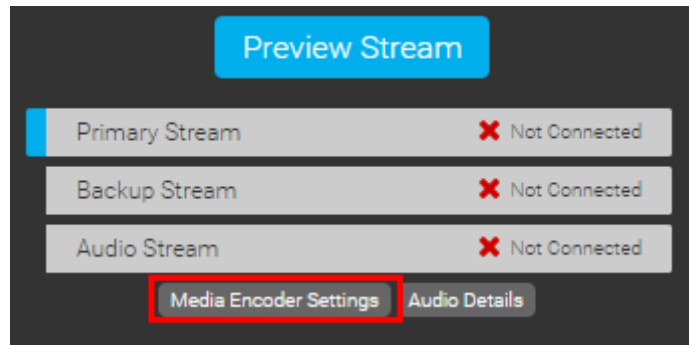 Preview Stream
Primary Stream Not Connected
Backup Stream Not Connected
Audio Stream Not Connected
Media Encoder Settings Audio Details